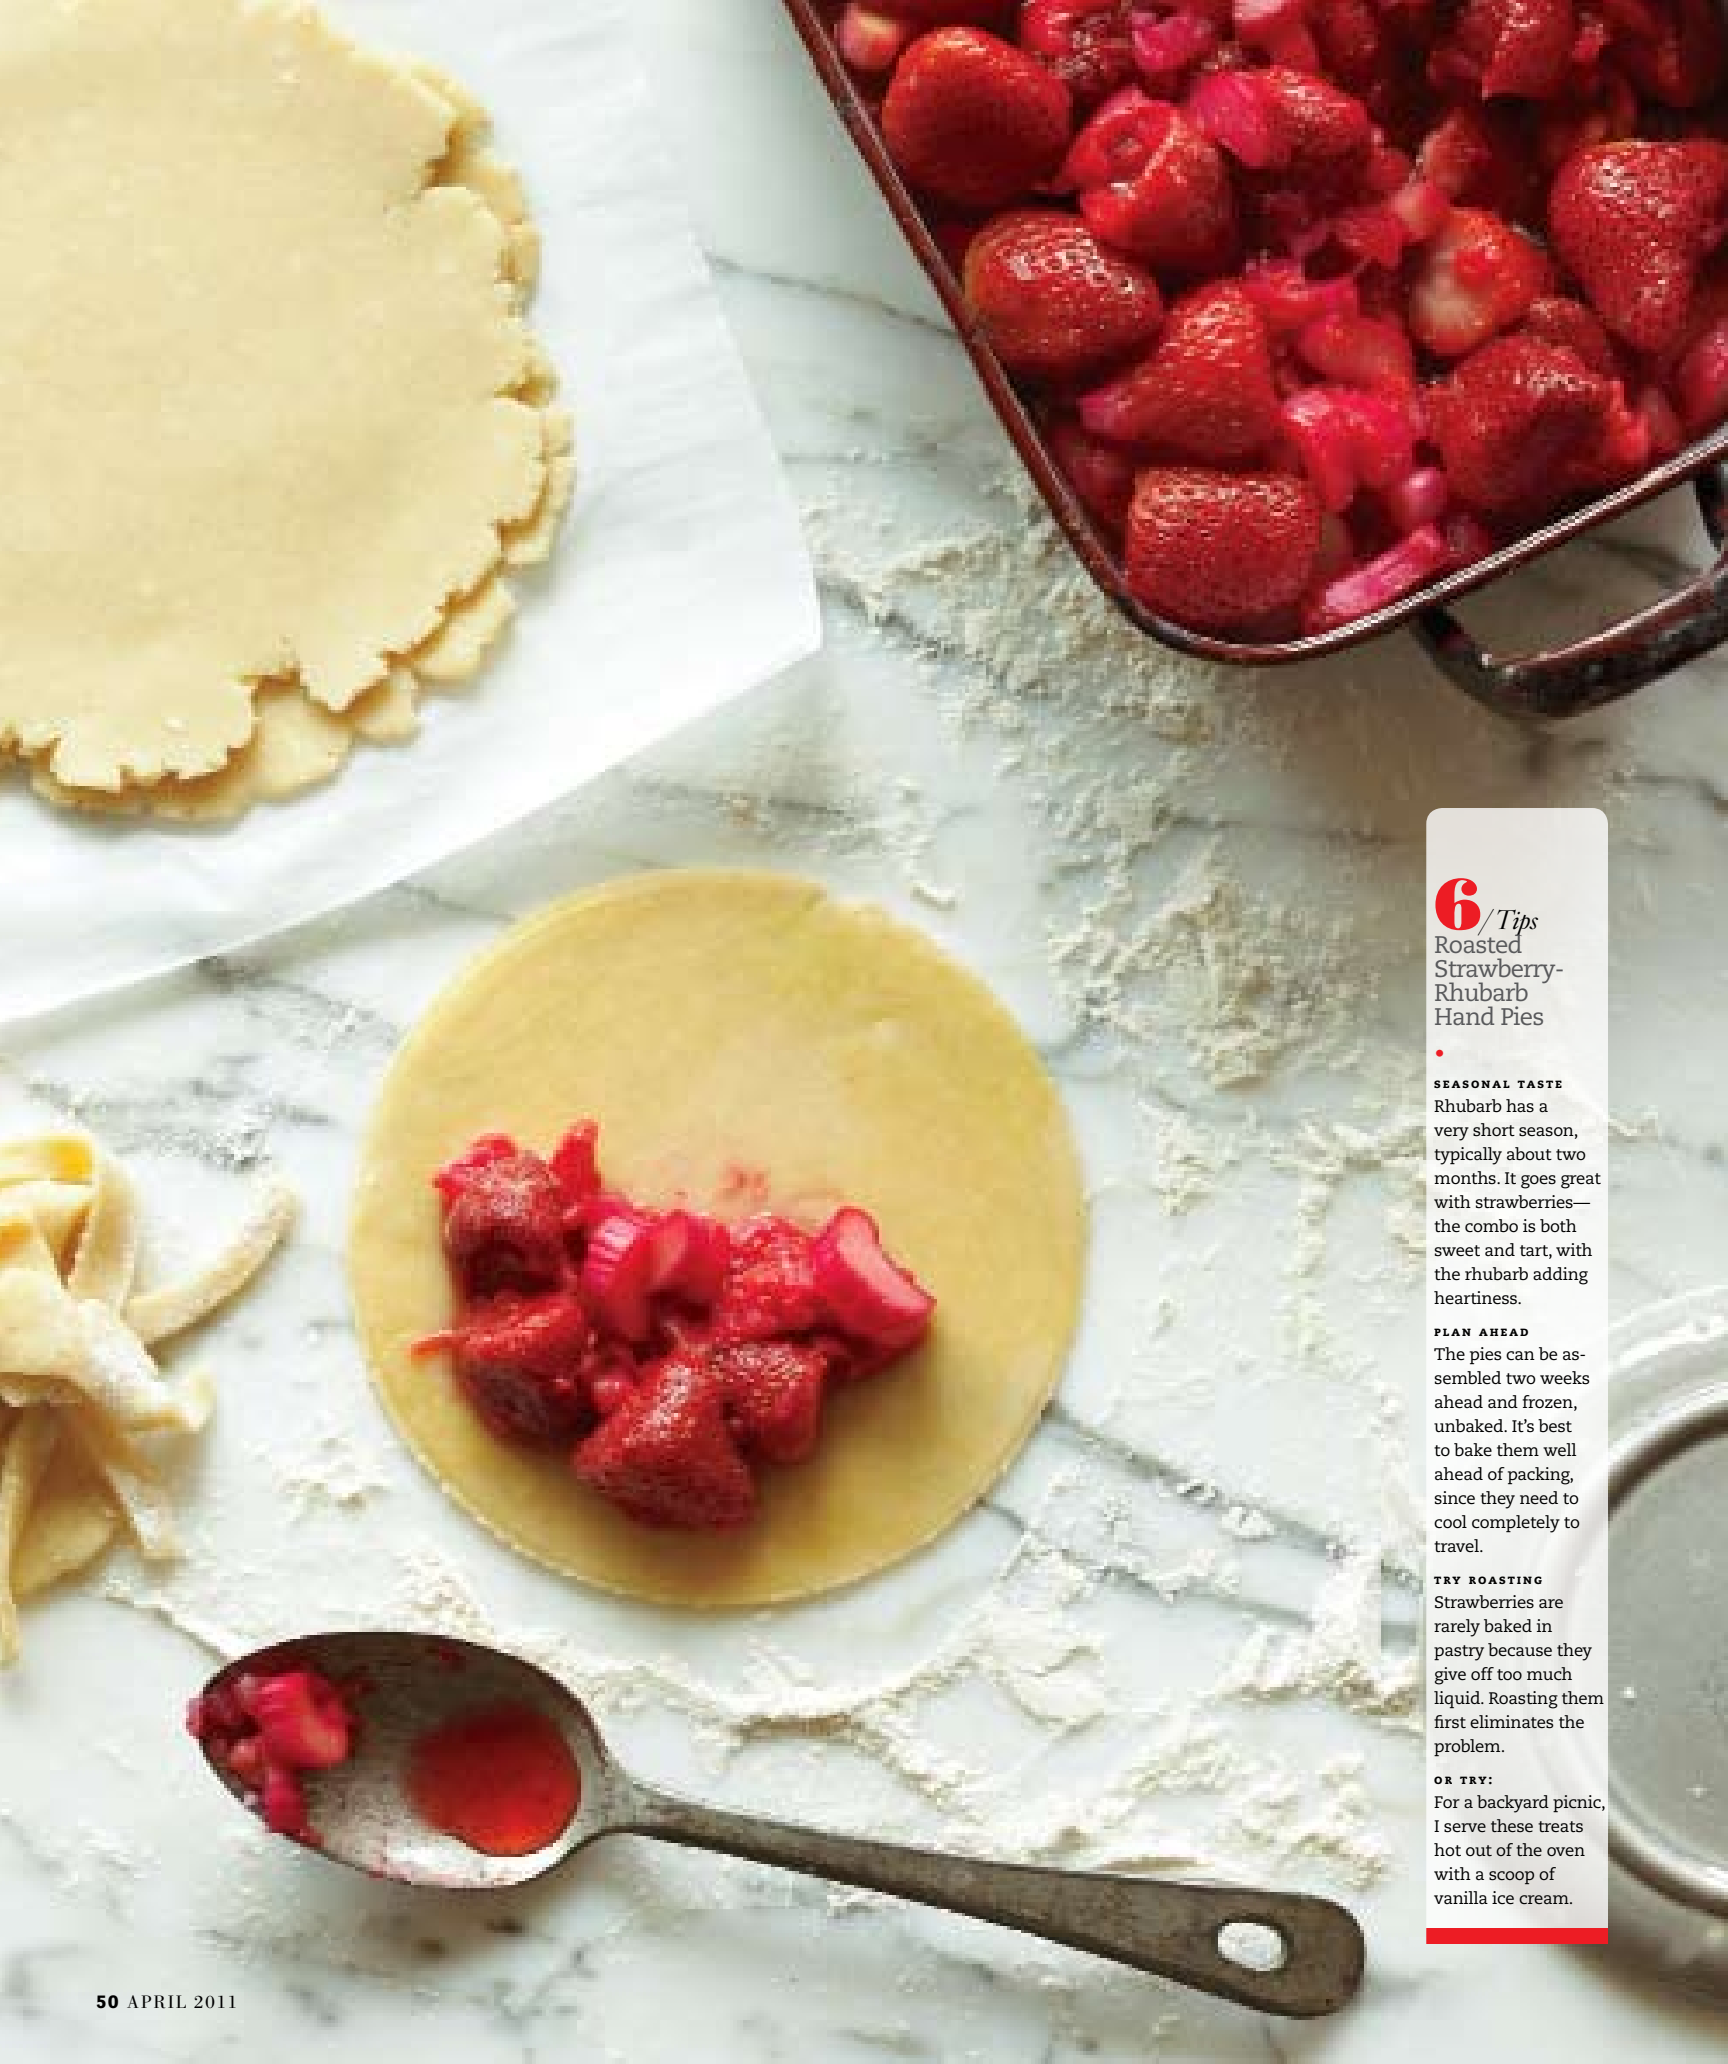 6/Tips
Roasted
Strawberry-
Rhubarb
Hand Pies
•
SEASONAL TASTE
Rhubarb has a
very short season,
typically about two
months. It goes great
with strawberries—
the combo is both
sweet and tart, with
the rhubarb adding
heartiness.
PLAN AHEAD
The pies can be as-
sembled two weeks
ahead and frozen,
unbaked. It’s best
to bake them well
ahead of packing,
since they need to
cool completely to
travel.
TRY ROASTING
Strawberries are
rarely baked in
pastry because they
give off too much
liquid. Roasting them
first eliminates the
problem.
OR TRY:
For a backyard picnic,
I serve these treats
hot out of the oven
with a scoop of
vanilla ice cream.
50 APRIL 2011